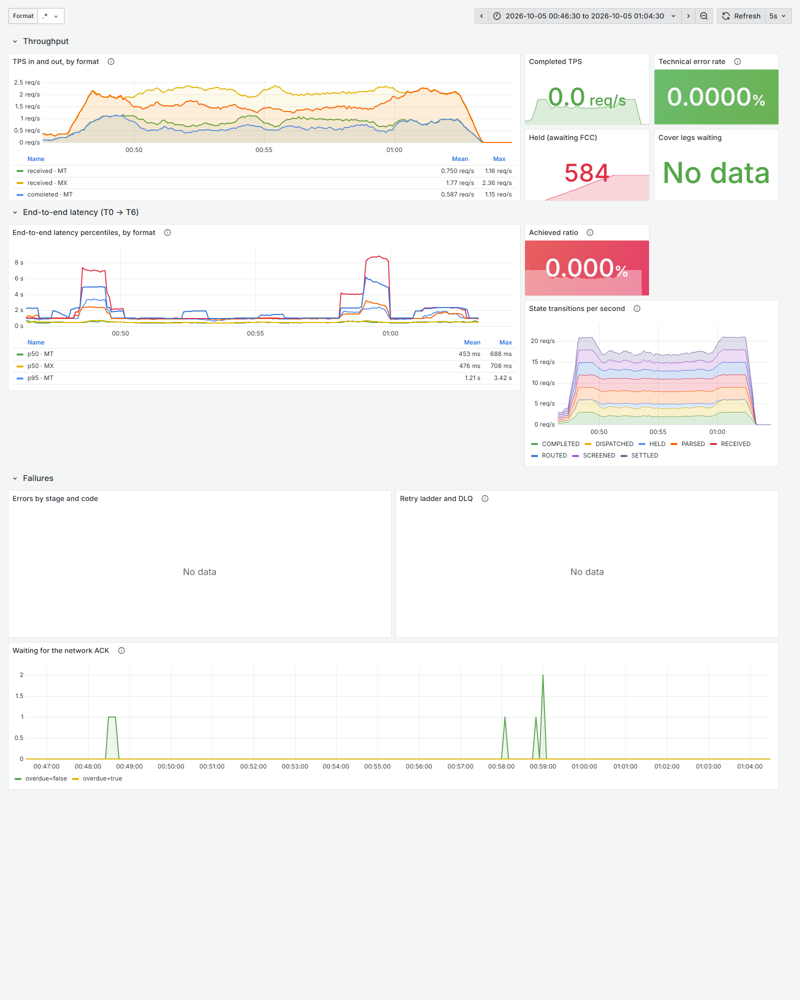 Format .* 2026-10-05 00:46:30 to 2026-10-05 01:04:30 Refresh 5s
Throughput
TPS in and out, by format
2.5 req/s
2 req/s
1.5 req/s
1 req/s
0.5 req/s
0 req/s
00:50 00:55 01:00
Name Mean Max
received · MT 0.750 req/s 1.16 req/s
received · MX 1.77 req/s 2.36 req/s
completed · MT 0.587 req/s 1.15 req/s
Completed TPS
0.0 req/s
Technical error rate
0.0000%
Held (awaiting FCC)
584
Cover legs waiting
No data
End-to-end latency (T0 → T6)
End-to-end latency percentiles, by format
8 s
6 s
4 s
2 s
0 s
00:50 00:55 01:00
Name Mean Max
p50 · MT 453 ms 688 ms
p50 · MX 476 ms 708 ms
p95 · MT 1.21 s 3.42 s
Achieved ratio
0.000%
State transitions per second
20 req/s
15 req/s
10 req/s
5 req/s
0 req/s
00:50 00:55 01:00
COMPLETED DISPATCHED HELD PARSED RECEIVED
ROUTED SCREENED SETTLED
Failures
Errors by stage and code
No data
Retry ladder and DLQ
No data
Waiting for the network ACK
2
1.5
1
0.5
0
00:47:00 00:48:00 00:49:00 00:50:00 00:51:00 00:52:00 00:53:00 00:54:00 00:55:00 00:56:00 00:57:00 00:58:00 00:59:00 01:00:00 01:01:00 01:02:00 01:03:00 01:04:00
overdue=false overdue=true